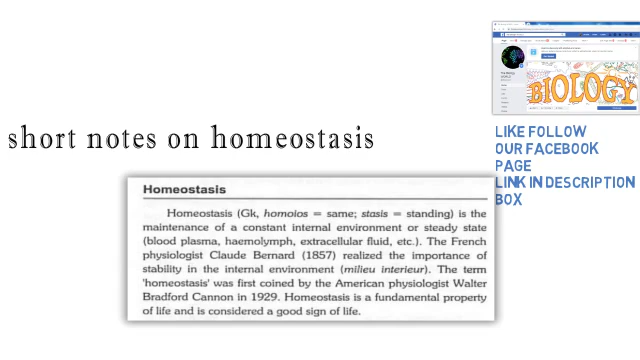 short notes on homeostasis
Homeostasis
Homeostasis (Gk, homoios = same; stasis = standing) is the
maintenance of a constant internal environment or steady state
(blood plasma, haemolymph, extracellular fluid, etc.). The French
physiologist Claude Bernard (1857) realized the importance of
stability in the internal environment (milieu interieur). The term
'homeostasis' was first coined by the American physiologist Walter
Bradford Cannon in 1929. Homeostasis is a fundamental property
of life and is considered a good sign of life.
BIOLOGY
LIKE FOLLOW
OUR FACEBOOK
PAGE
LINK IN DESCRIPTION
BOX